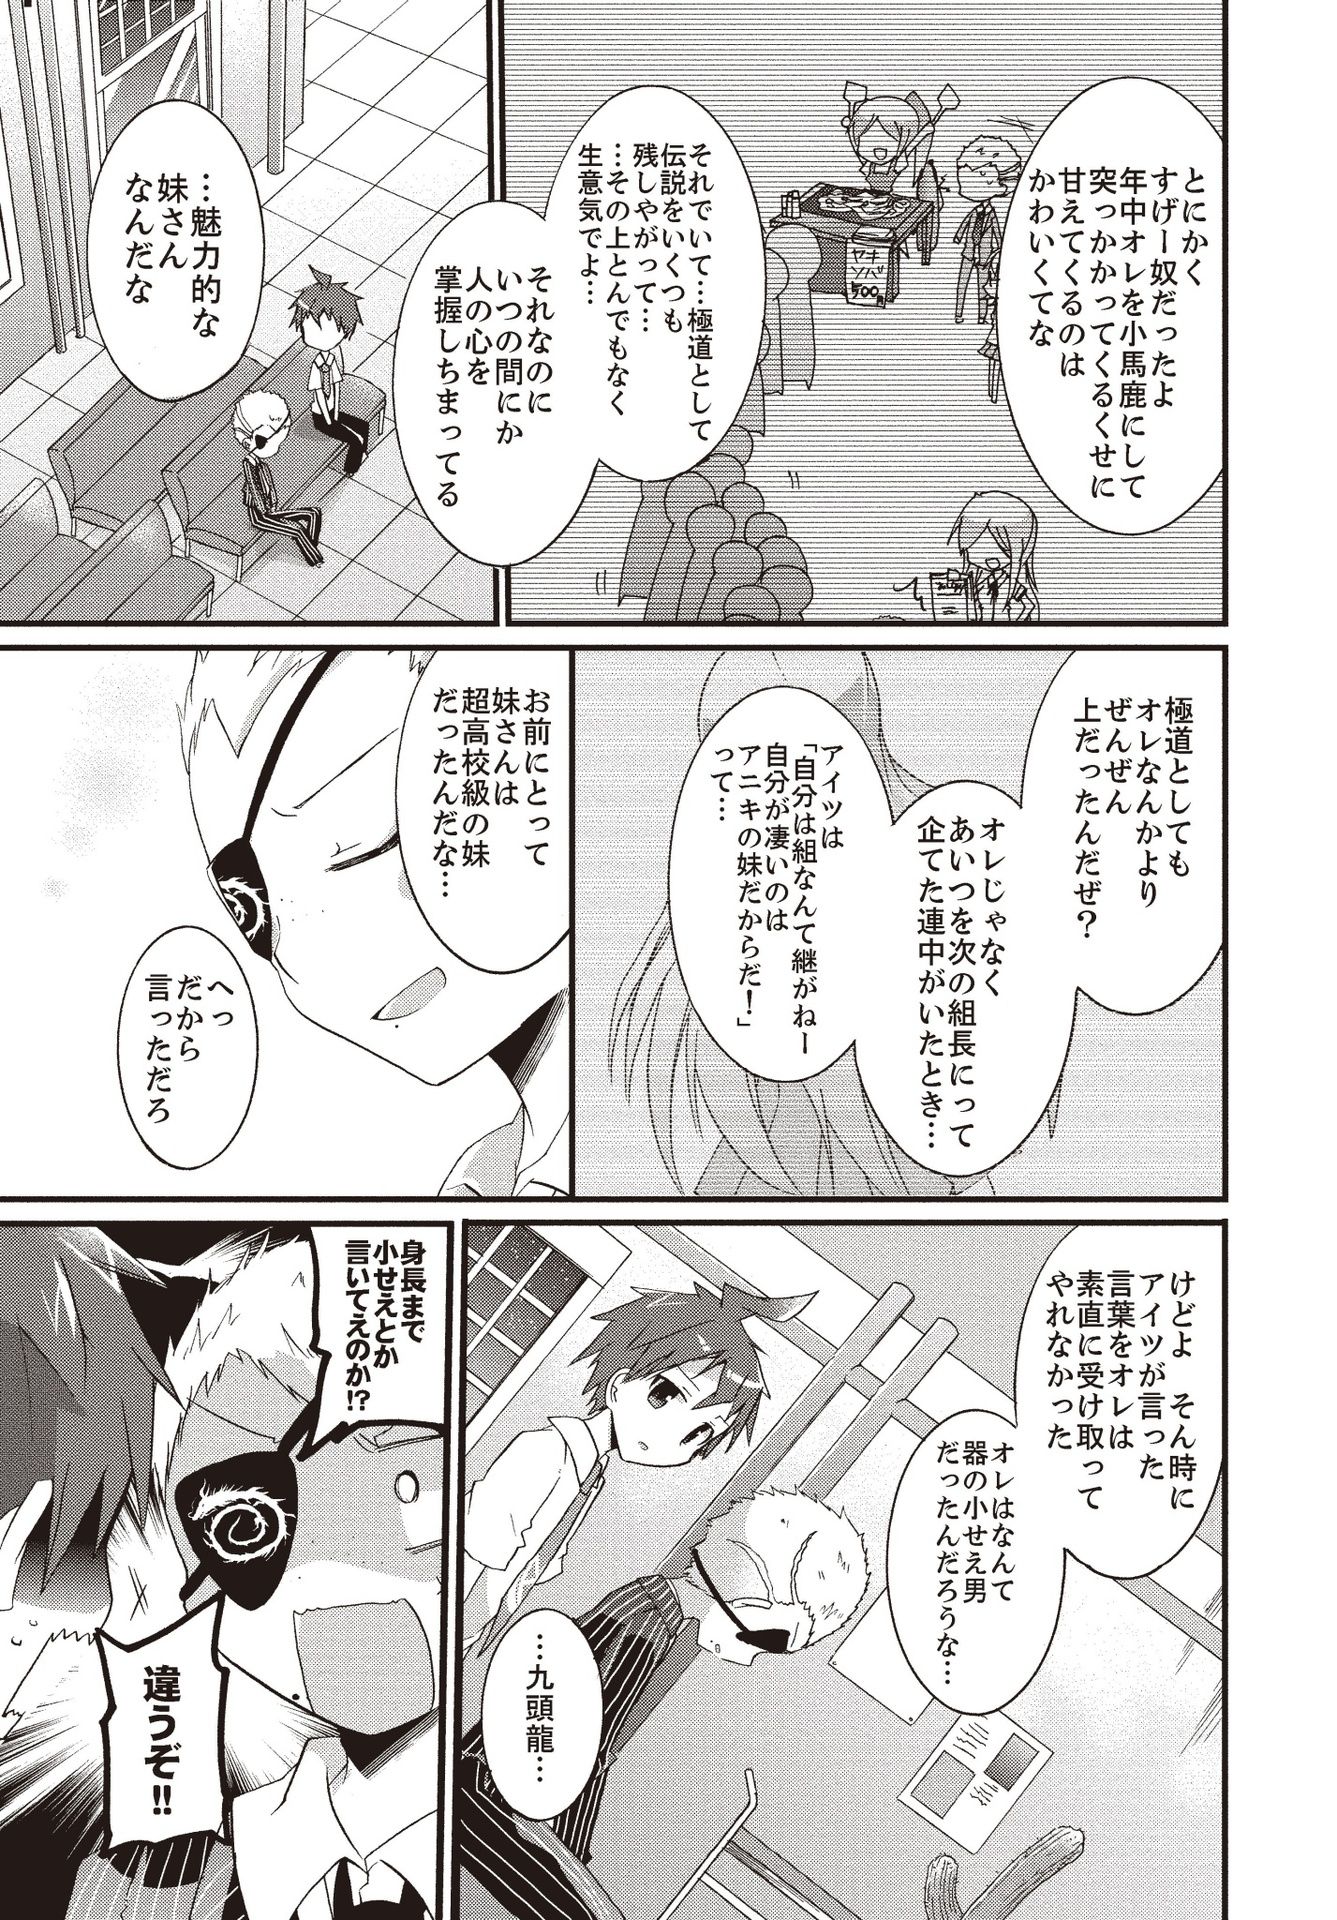 とにかく
すげー奴だったよ
年中オレを小馬鹿にして
突っかかってくるくせに
甘えてくるのは
かわいくてな
ヤキ
ソバ
500円
それでいて…極道として
伝説をいくつも
残しやがって…
…その上とんでもなく
生意気でよ…
それなのに
いつの間にか
人の心を
掌握しちまってる
…魅力的な
妹さん
なんだな
極道としても
オレなんかより
ぜんぜん
上だったんだぜ？
オレじゃなく
あいつを次の組長にって
企てた連中がいたとき…
アイツは
「自分は組なんて継がねー
自分が凄いのは
アニキの妹だからだ！」
って…
お前にとって
妹さんは
超高校級の妹
だったんだな…
へっ
だから
言っただろ
けどよ そん時に
アイツが言った
言葉をオレは
素直に受け取って
やれなかった
オレはなんて
器の小せえ男
だったんだろうな…
…九頭龍…
身長まで
小せえとか
言いてえのか!?
違うぞ!!